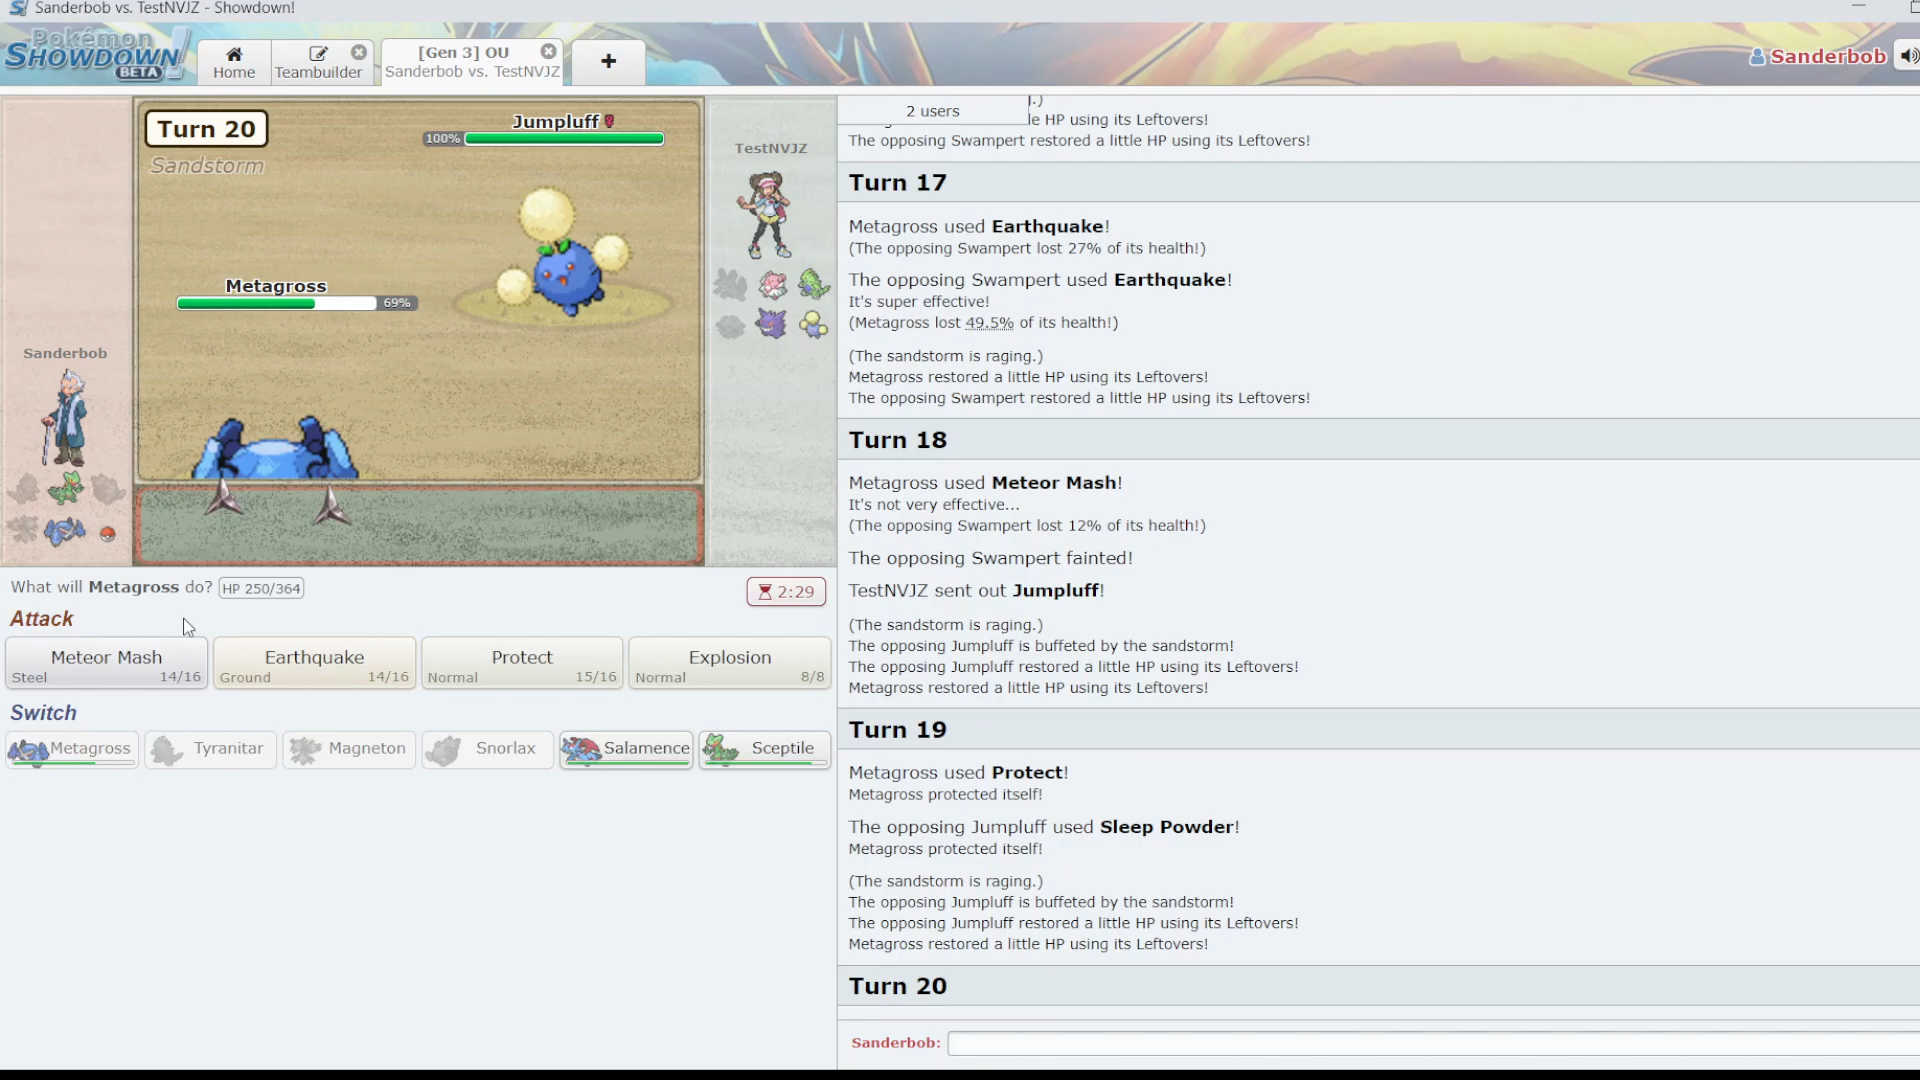 Sanderbob vs. TestNVJZ - Showdown!
Pokémon
SHOWDOWN!
BETA
Home
Teambuilder
[Gen 3] OU
Sanderbob vs. TestNVJZ
+
Sanderbob
Turn 20
Sandstorm
Jumpluff
100%
Metagross
69%
Sanderbob
TestNVJZ
What will Metagross do? HP 250/364
2:29
Attack
Meteor Mash
Steel 14/16
Earthquake
Ground 14/16
Protect
Normal 15/16
Explosion
Normal 8/8
Switch
Metagross
Tyranitar
Magneton
Snorlax
Salamence
Sceptile
2 users
.)
le HP using its Leftovers!
The opposing Swampert restored a little HP using its Leftovers!
Turn 17
Metagross used Earthquake!
(The opposing Swampert lost 27% of its health!)
The opposing Swampert used Earthquake!
It's super effective!
(Metagross lost 49.5% of its health!)
(The sandstorm is raging.)
Metagross restored a little HP using its Leftovers!
The opposing Swampert restored a little HP using its Leftovers!
Turn 18
Metagross used Meteor Mash!
It's not very effective...
(The opposing Swampert lost 12% of its health!)
The opposing Swampert fainted!
TestNVJZ sent out Jumpluff!
(The sandstorm is raging.)
The opposing Jumpluff is buffeted by the sandstorm!
The opposing Jumpluff restored a little HP using its Leftovers!
Metagross restored a little HP using its Leftovers!
Turn 19
Metagross used Protect!
Metagross protected itself!
The opposing Jumpluff used Sleep Powder!
Metagross protected itself!
(The sandstorm is raging.)
The opposing Jumpluff is buffeted by the sandstorm!
The opposing Jumpluff restored a little HP using its Leftovers!
Metagross restored a little HP using its Leftovers!
Turn 20
Sanderbob: